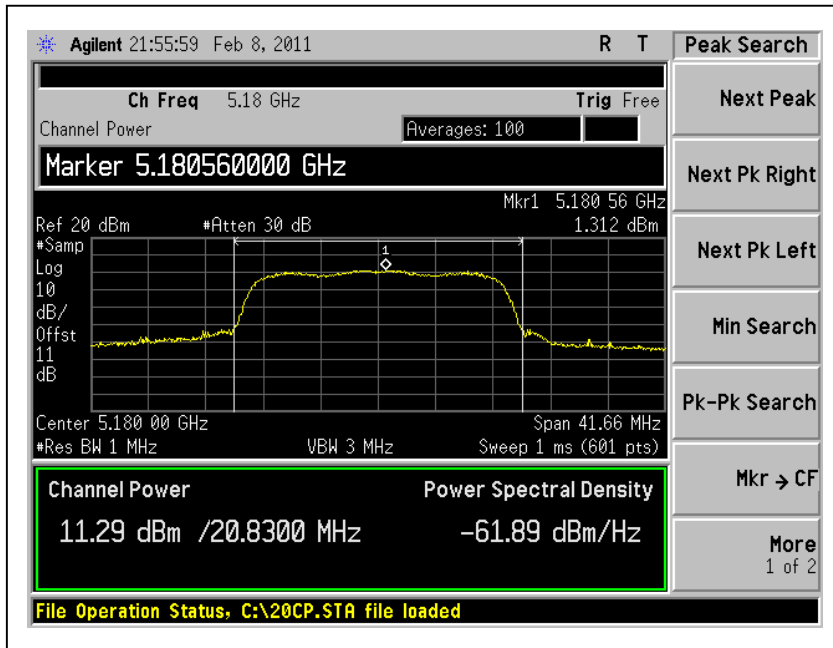 Agilent 21:55:59 Feb 8, 2011 R T
Peak Search
Ch Freq 5.18 GHz Trig Free
Channel Power Averages: 100
Marker 5.180560000 GHz
Mkr1 5.180 56 GHz
Ref 20 dBm #Atten 30 dB 1.312 dBm
#Samp
Log
10
dB/
Offst
11
dB
1
Center 5.180 00 GHz Span 41.66 MHz
#Res BW 1 MHz VBW 3 MHz Sweep 1 ms (601 pts)
Channel Power Power Spectral Density
11.29 dBm /20.8300 MHz -61.89 dBm/Hz
File Operation Status, C:\20CP.STA file loaded
Next Peak
Next Pk Right
Next Pk Left
Min Search
Pk-Pk Search
Mkr → CF
More
1 of 2